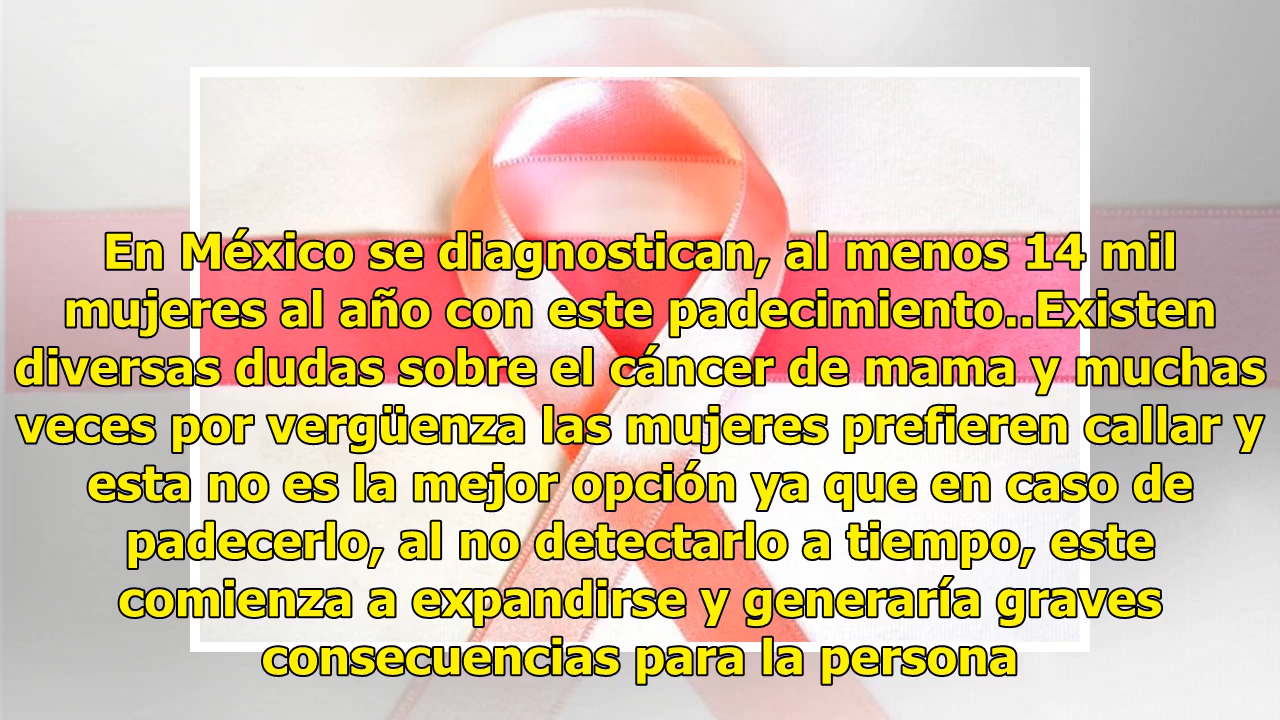 En México se diagnostican, al menos 14 mil
mujeres al año con este padecimiento..Existen
diversas dudas sobre el cáncer de mama y muchas
veces por vergüenza las mujeres prefieren callar y
esta no es la mejor opción ya que en caso de
padecerlo, al no detectarlo a tiempo, este
comienza a expandirse y generaría graves
consecuencias para la persona